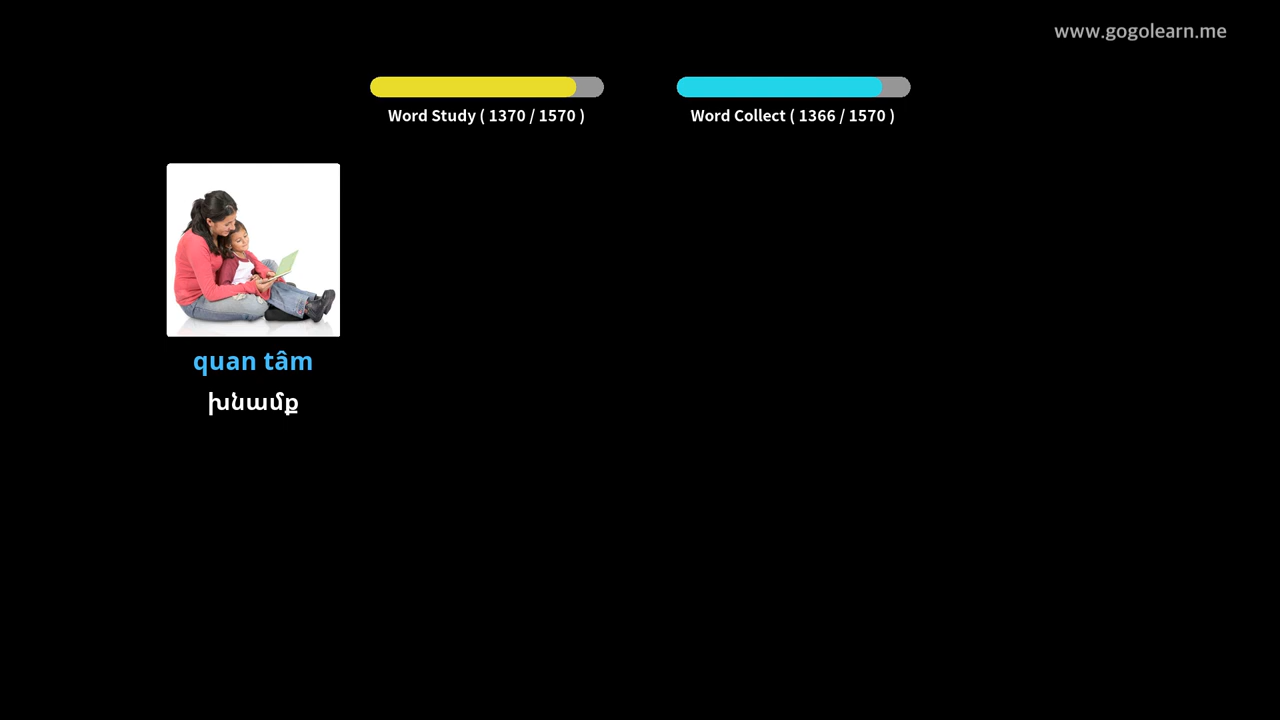 www.gogolearn.me
Word Study ( 1370 / 1570 )
Word Collect ( 1366 / 1570 )
quan tâm
խնամք